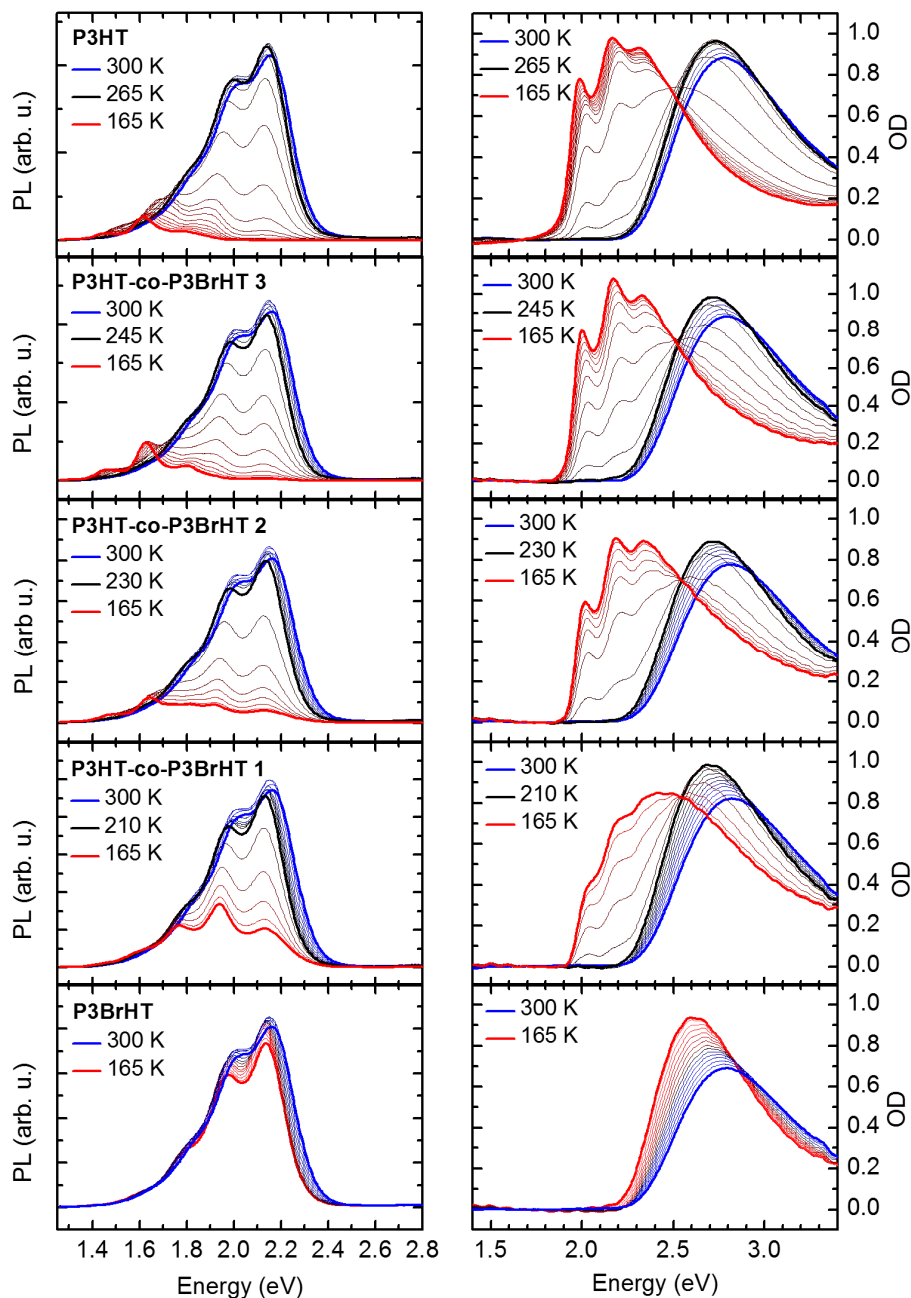 P3HT
300 K
265 K
165 K
PL (arb. u.)
300 K
265 K
165 K
1.0
0.8
0.6
0.4
0.2
0.0
OD
P3HT-co-P3BrHT 3
300 K
245 K
165 K
PL (arb. u.)
300 K
245 K
165 K
1.0
0.8
0.6
0.4
0.2
0.0
OD
P3HT-co-P3BrHT 2
300 K
230 K
165 K
PL (arb u.)
300 K
230 K
165 K
1.0
0.8
0.6
0.4
0.2
0.0
OD
P3HT-co-P3BrHT 1
300 K
210 K
165 K
PL (arb. u.)
300 K
210 K
165 K
1.0
0.8
0.6
0.4
0.2
0.0
OD
P3BrHT
300 K
165 K
PL (arb. u.)
300 K
165 K
1.0
0.8
0.6
0.4
0.2
0.0
OD
1.4 1.6 1.8 2.0 2.2 2.4 2.6 2.8
Energy (eV)
1.5 2.0 2.5 3.0
Energy (eV)